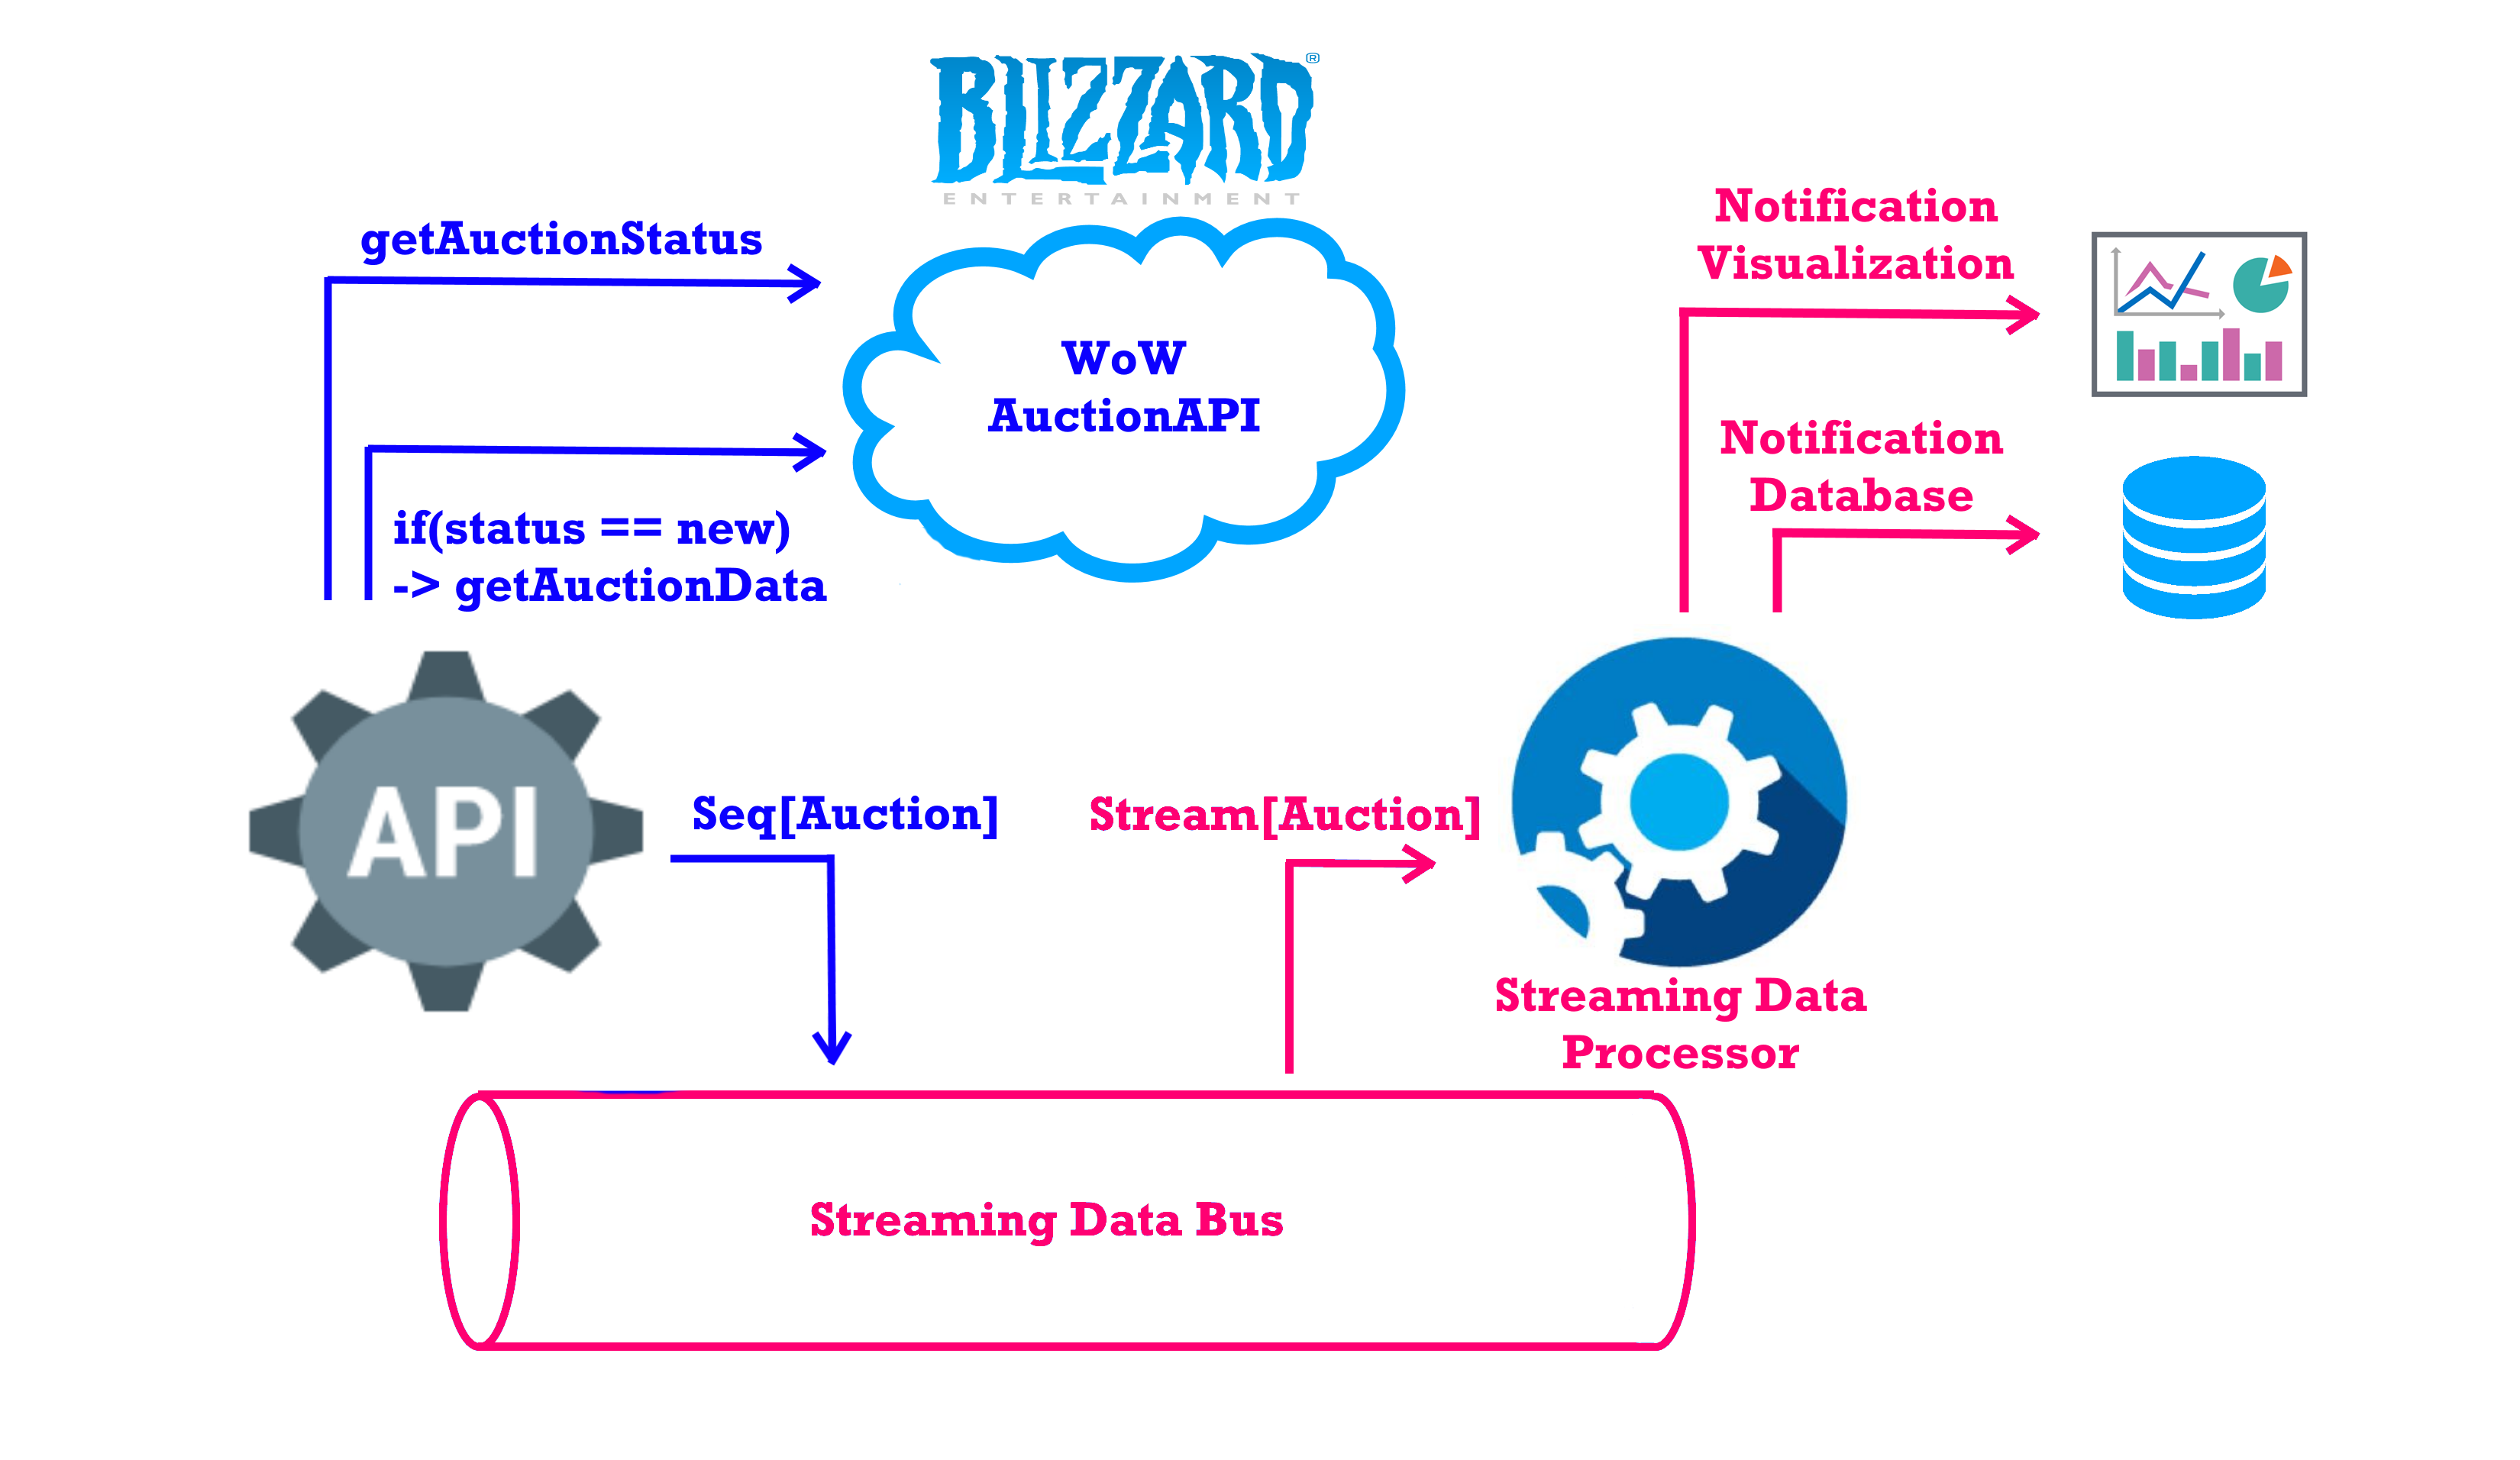 BLIZZARD®
ENTERTAINMENT
getAuctionStatus
WoW
AuctionAPI
if(status == new)
-> getAuctionData
Notification
Visualization
Notification
Database
API
Seq[Auction]
Stream[Auction]
Streaming Data
Processor
Streaming Data Bus